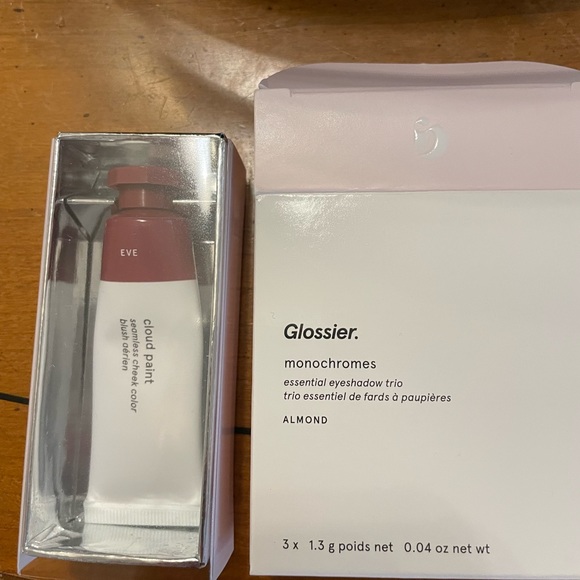 EVE
cloud paint
seamless cheek color
blush aérien
Glossier.
monochromes
essential eyeshadow trio
trio essentiel de fards à paupières
ALMOND
3 x 1.3 g poids net 0.04 oz net wt